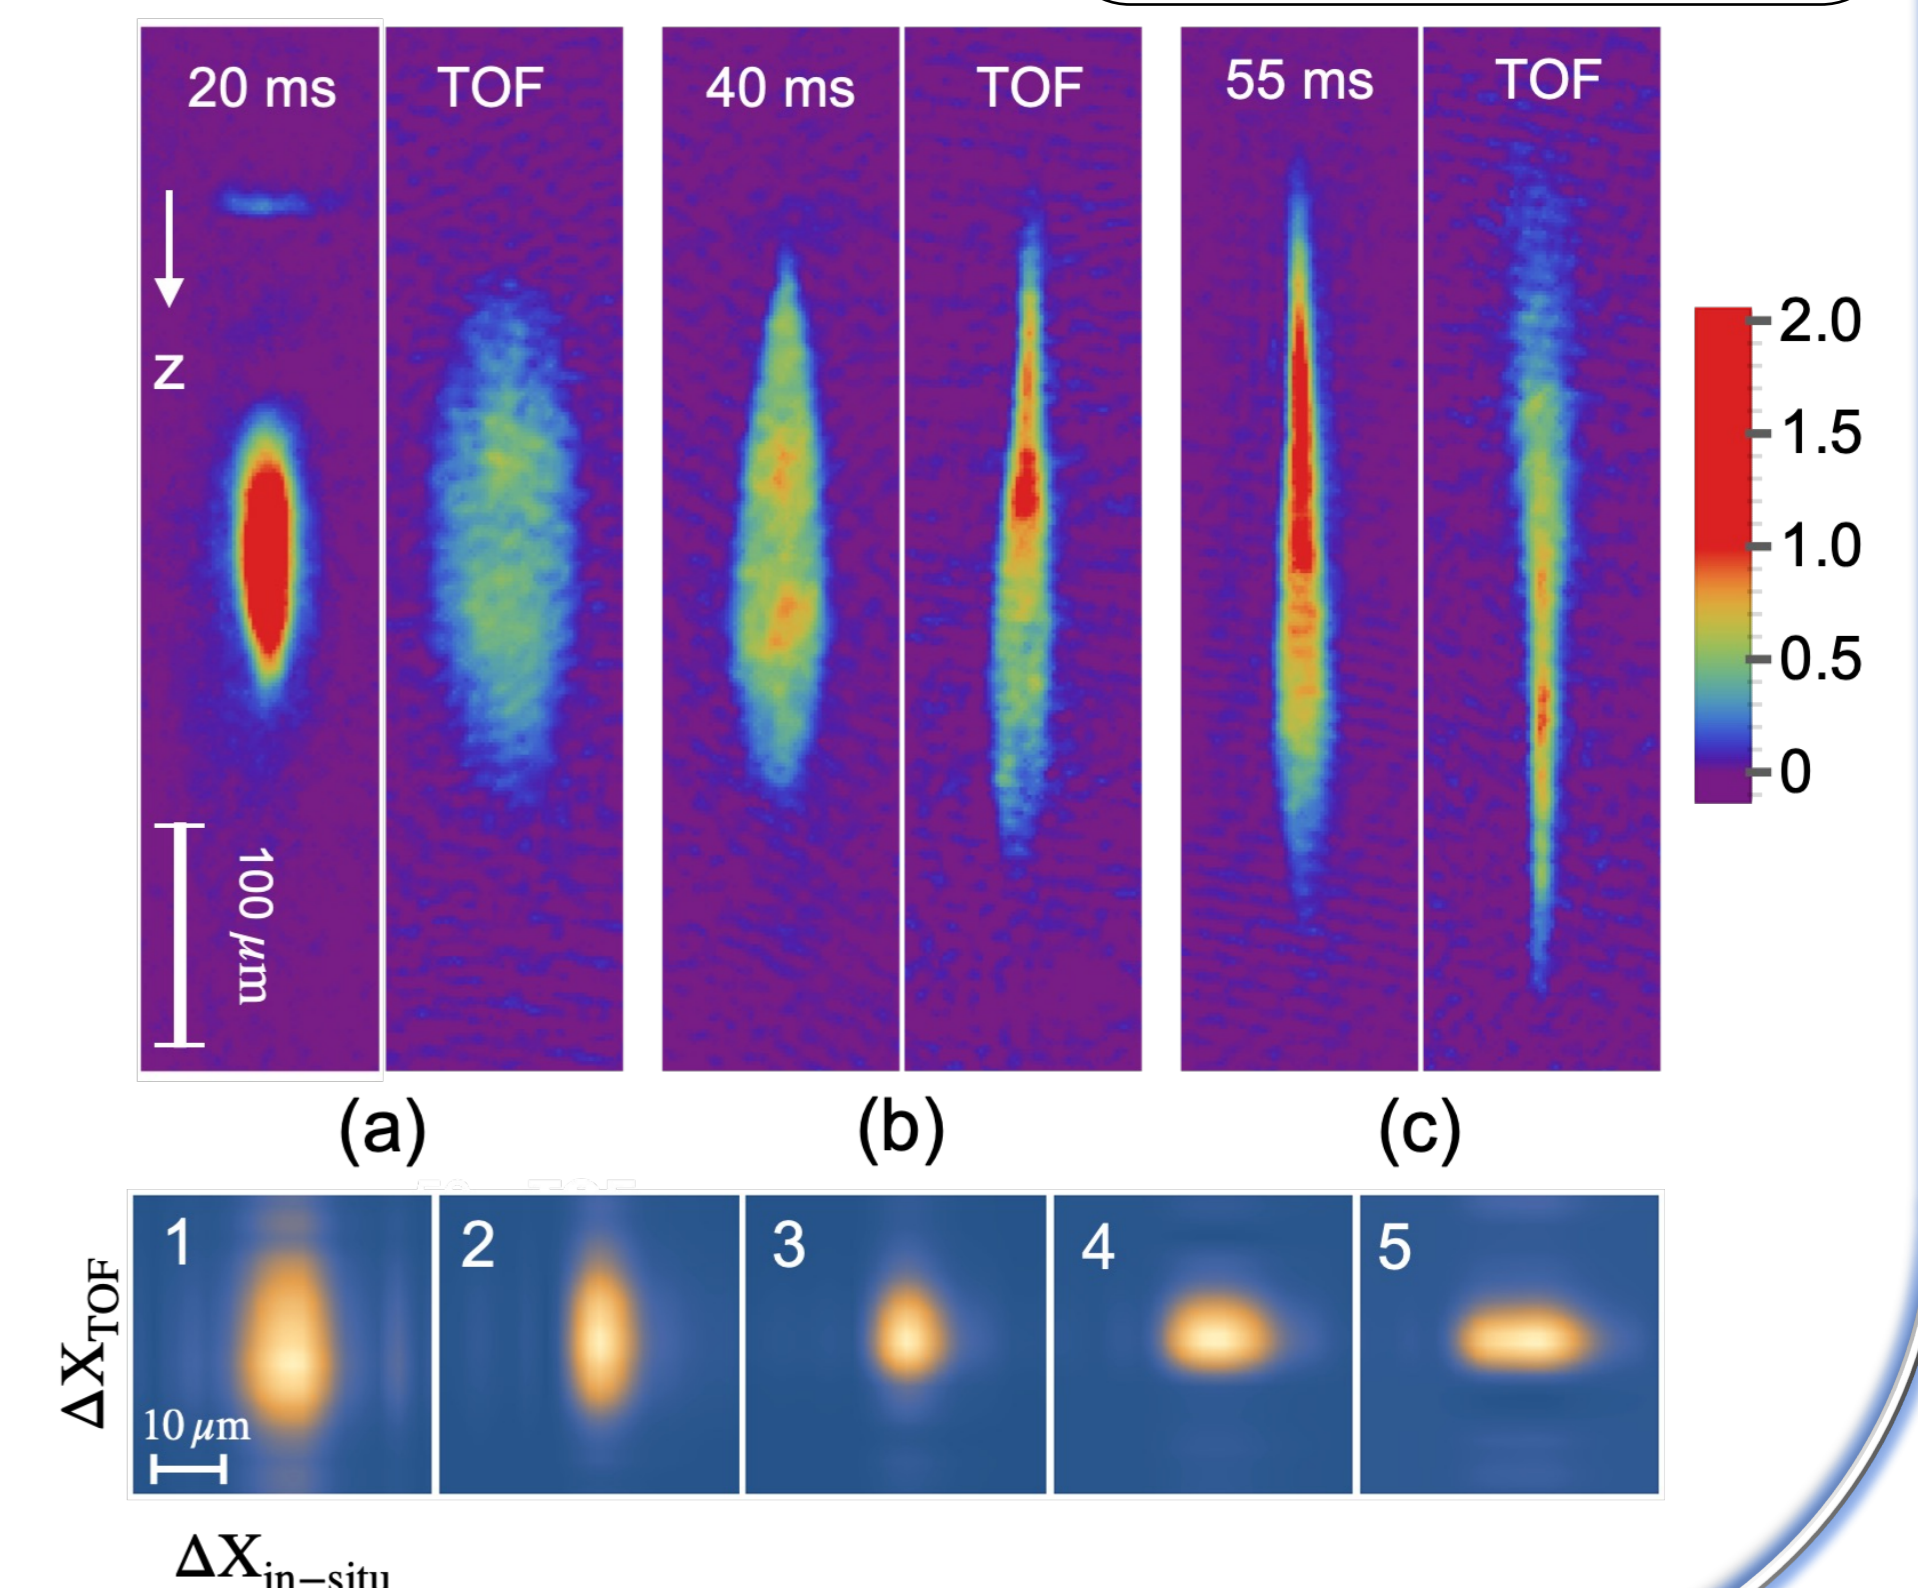 20 ms
TOF
40 ms
TOF
55 ms
TOF
z
100 μm
2.0
1.5
1.0
0.5
0
(a)
(b)
(c)
1
2
3
4
5
ΔX_TOF
10 μm
ΔX_in−situ